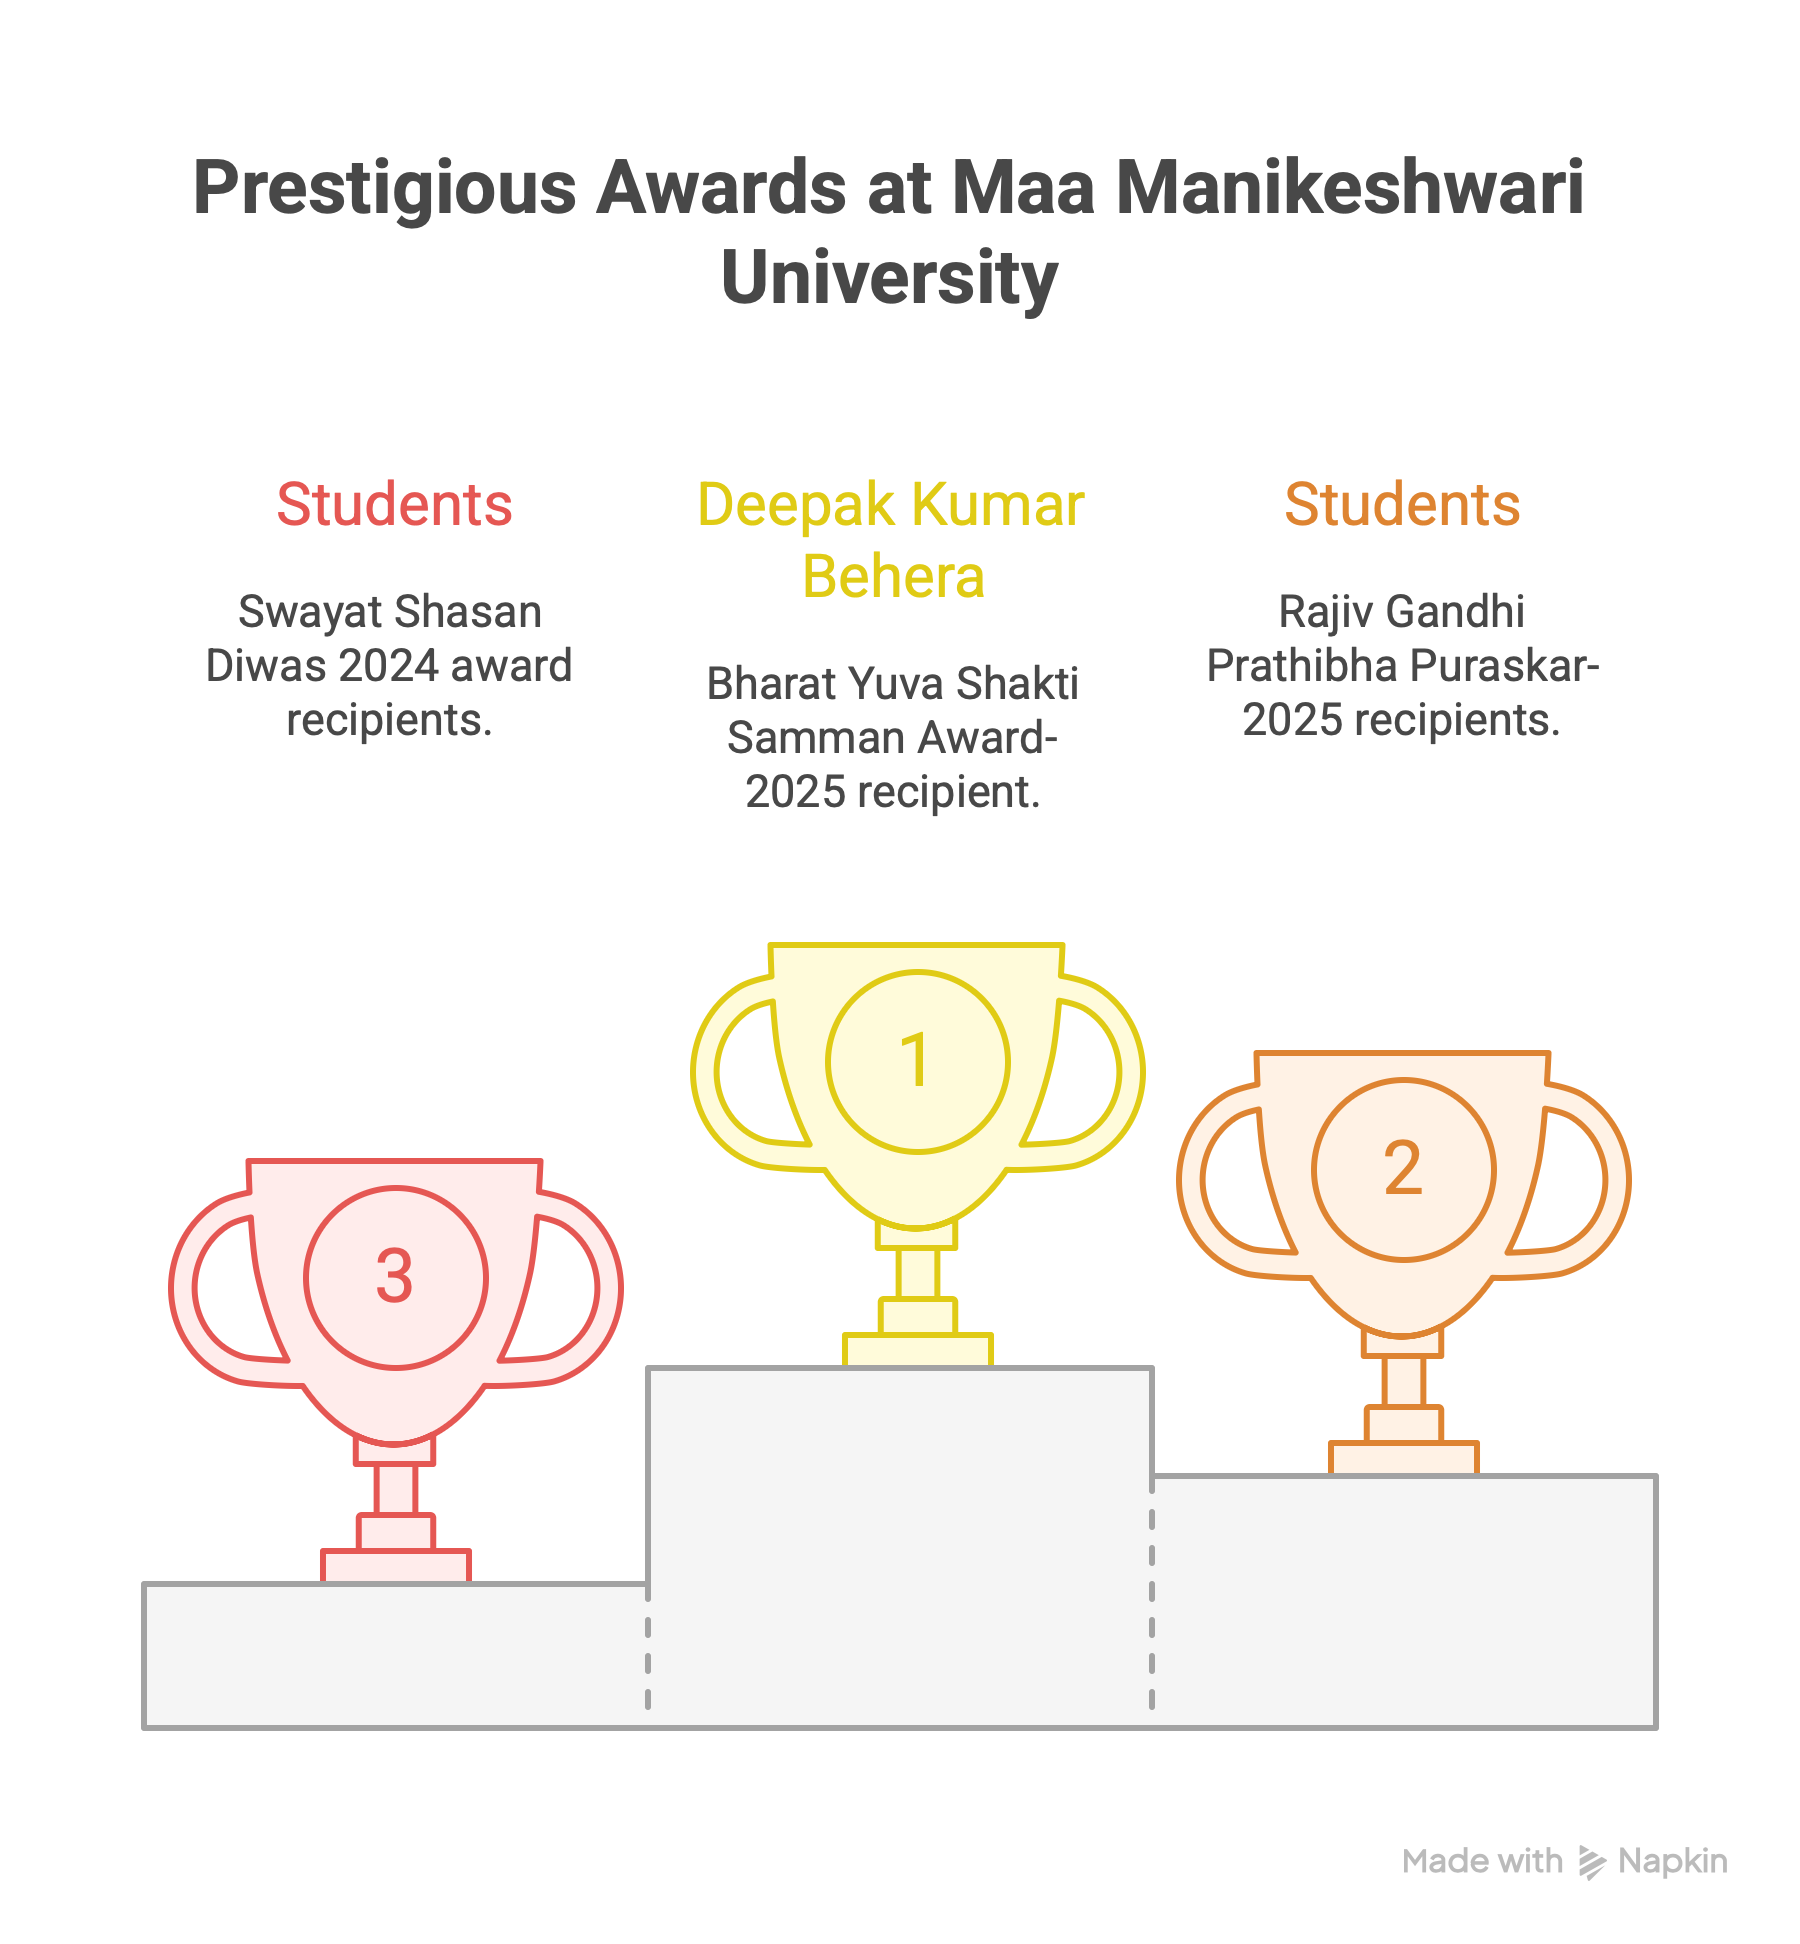 Prestigious Awards at Maa Manikeshwari
University
Students
Swayat Shasan
Diwas 2024 award
recipients.
Deepak Kumar
Behera
Bharat Yuva Shakti
Samman Award-
2025 recipient.
Students
Rajiv Gandhi
Prathibha Puraskar-
2025 recipients.
3
1
2
Made with Napkin